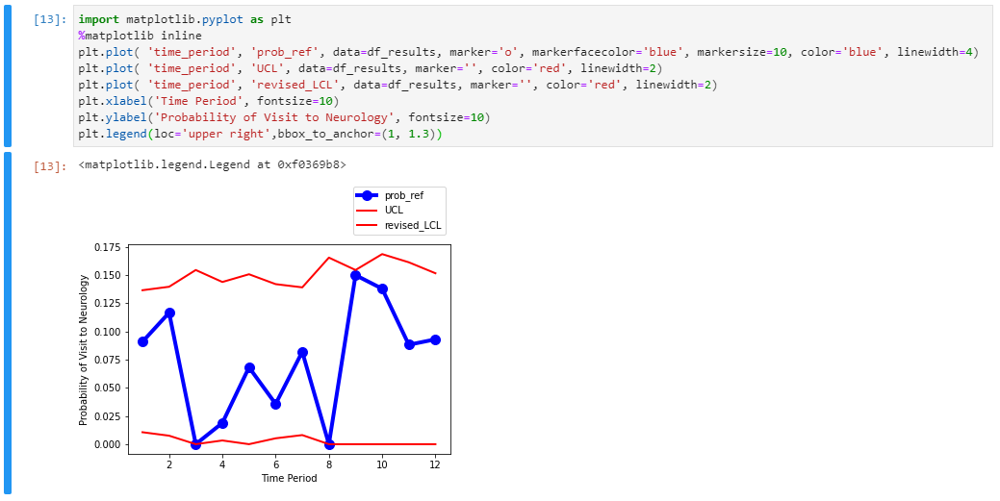 [13]: import matplotlib.pyplot as plt
%matplotlib inline
plt.plot( 'time_period', 'prob_ref', data=df_results, marker='o', markerfacecolor='blue', markersize=10, color='blue', linewidth=4)
plt.plot( 'time_period', 'UCL', data=df_results, marker='', color='red', linewidth=2)
plt.plot( 'time_period', 'revised_LCL', data=df_results, marker='', color='red', linewidth=2)
plt.xlabel('Time Period', fontsize=10)
plt.ylabel('Probability of Visit to Neurology', fontsize=10)
plt.legend(loc='upper right',bbox_to_anchor=(1, 1.3))
[13]: <matplotlib.legend.Legend at 0xf0369b8>
prob_ref
UCL
revised_LCL
0.175
0.150
0.125
0.100
0.075
0.050
0.025
0.000
Probability of Visit to Neurology
2 4 6 8 10 12
Time Period